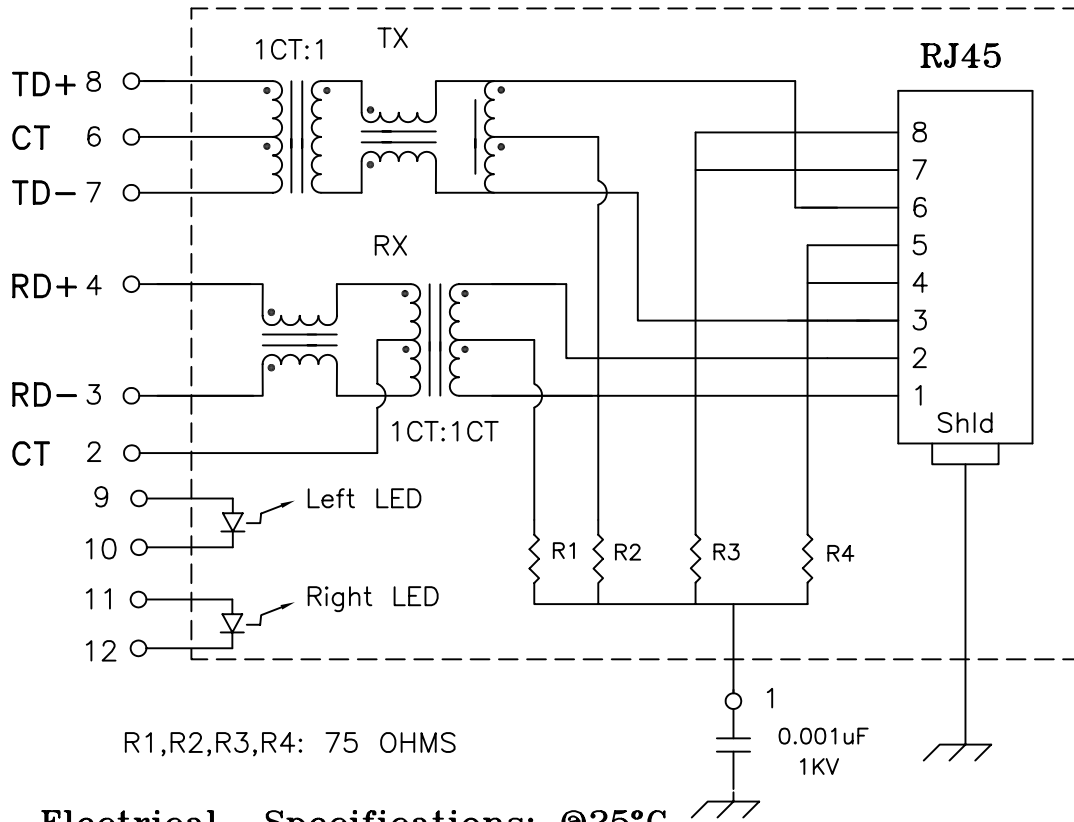 TX
1CT:1
RJ45
TD+ 8
CT 6
TD- 7
8
7
6
5
4
3
2
1
Shld
RX
RD+ 4
RD- 3
1CT:1CT
CT 2
9
Left LED
10
R1
R2
R3
R4
11
Right LED
12
1
0.001uF
1KV
R1,R2,R3,R4: 75 OHMS
Electrical Specifications: @25°C